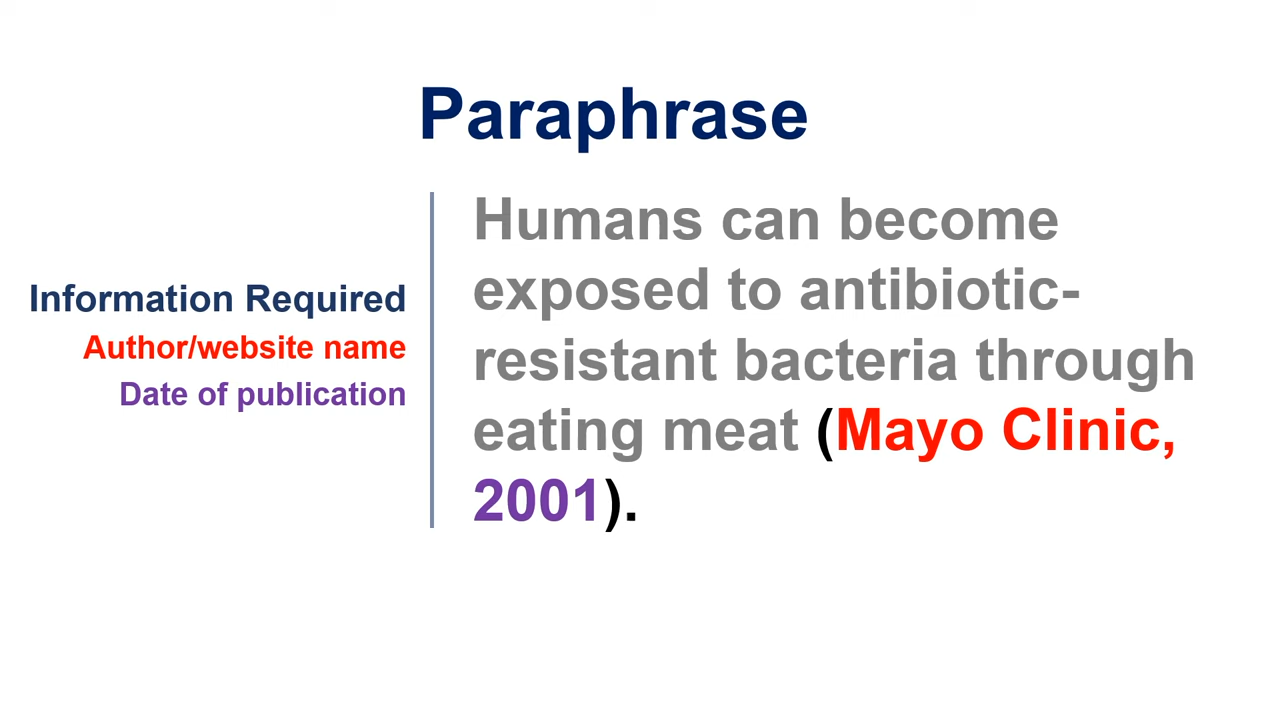 Paraphrase
Information Required
Author/website name
Date of publication
Humans can become
exposed to antibiotic-
resistant bacteria through
eating meat (Mayo Clinic,
2001).